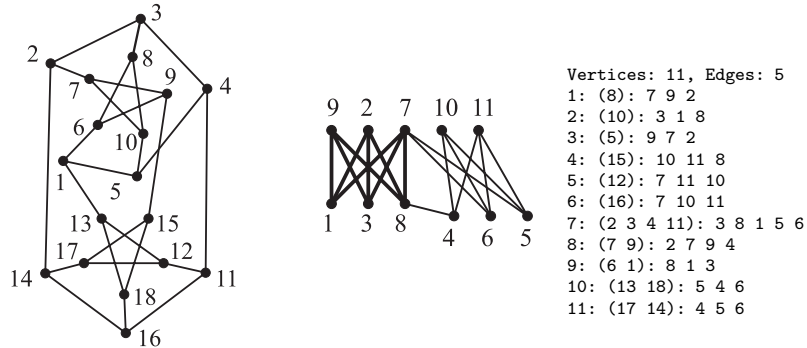 3
2
8
7
9
4
6
10
1
5
13
15
17
12
14
11
18
16
9 2 7 10 11
1 3 8 4 6 5
Vertices: 11, Edges: 5
1: (8): 7 9 2
2: (10): 3 1 8
3: (5): 9 7 2
4: (15): 10 11 8
5: (12): 7 11 10
6: (16): 7 10 11
7: (2 3 4 11): 3 8 1 5 6
8: (7 9): 2 7 9 4
9: (6 1): 8 1 3
10: (13 18): 5 4 6
11: (17 14): 4 5 6